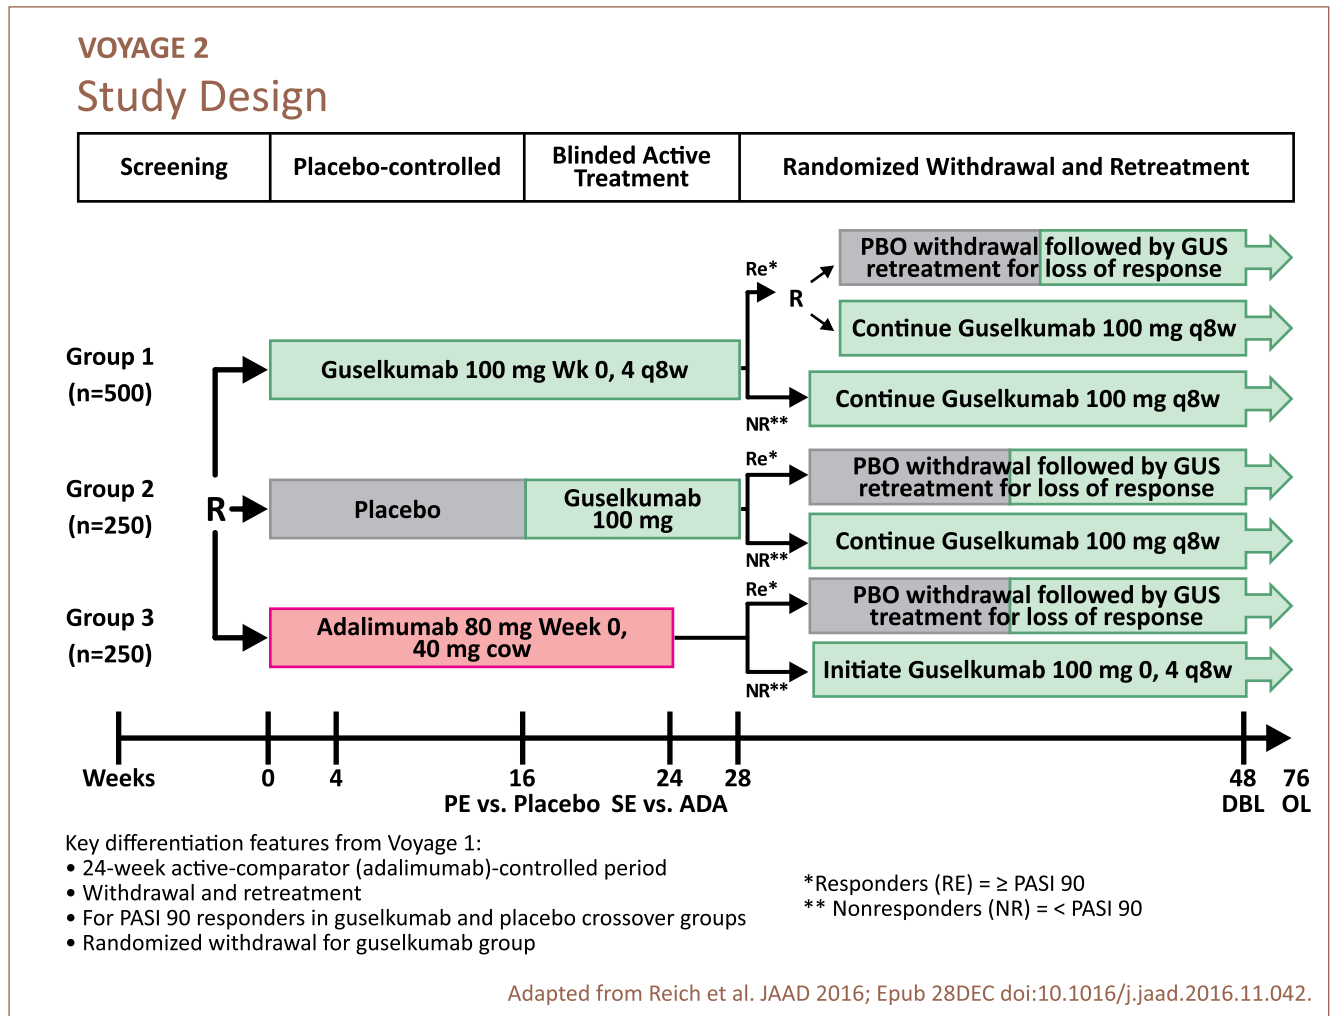 VOYAGE 2
Study Design
Screening
Placebo-controlled
Blinded Active
Treatment
Randomized Withdrawal and Retreatment
Group 1
(n=500)
Guselkumab 100 mg Wk 0, 4 q8w
Re*
R
PBO withdrawal followed by GUS
retreatment for loss of response
Continue Guselkumab 100 mg q8w
NR**
Continue Guselkumab 100 mg q8w
R
Group 2
(n=250)
Placebo
Guselkumab
100 mg
Re*
PBO withdrawal followed by GUS
retreatment for loss of response
NR**
Continue Guselkumab 100 mg q8w
Group 3
(n=250)
Adalimumab 80 mg Week 0,
40 mg cow
Re*
PBO withdrawal followed by GUS
treatment for loss of response
NR**
Initiate Guselkumab 100 mg 0, 4 q8w
Weeks 0 4 16 24 28 48 76
PE vs. Placebo SE vs. ADA DBL OL
Key differentiation features from Voyage 1:
• 24-week active-comparator (adalimumab)-controlled period
• Withdrawal and retreatment
• For PASI 90 responders in guselkumab and placebo crossover groups
• Randomized withdrawal for guselkumab group
*Responders (RE) = ≥ PASI 90
** Nonresponders (NR) = < PASI 90
Adapted from Reich et al. JAAD 2016; Epub 28DEC doi:10.1016/j.jaad.2016.11.042.